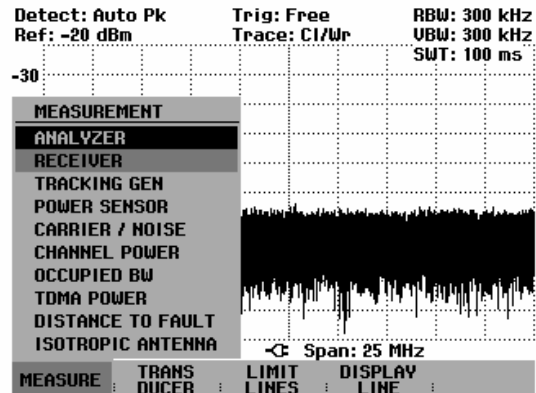 Detect: Auto Pk Trig: Free RBW: 300 kHz
Ref: -20 dBm Trace: Cl/Wr VBW: 300 kHz
SWT: 100 ms
-30
MEASUREMENT
ANALYZER
RECEIVER
TRACKING GEN
POWER SENSOR
CARRIER / NOISE
CHANNEL POWER
OCCUPIED BW
TDMA POWER
DISTANCE TO FAULT
ISOTROPIC ANTENNA
Span: 25 MHz
MEASURE TRANS DUCER LIMIT LINES DISPLAY LINE